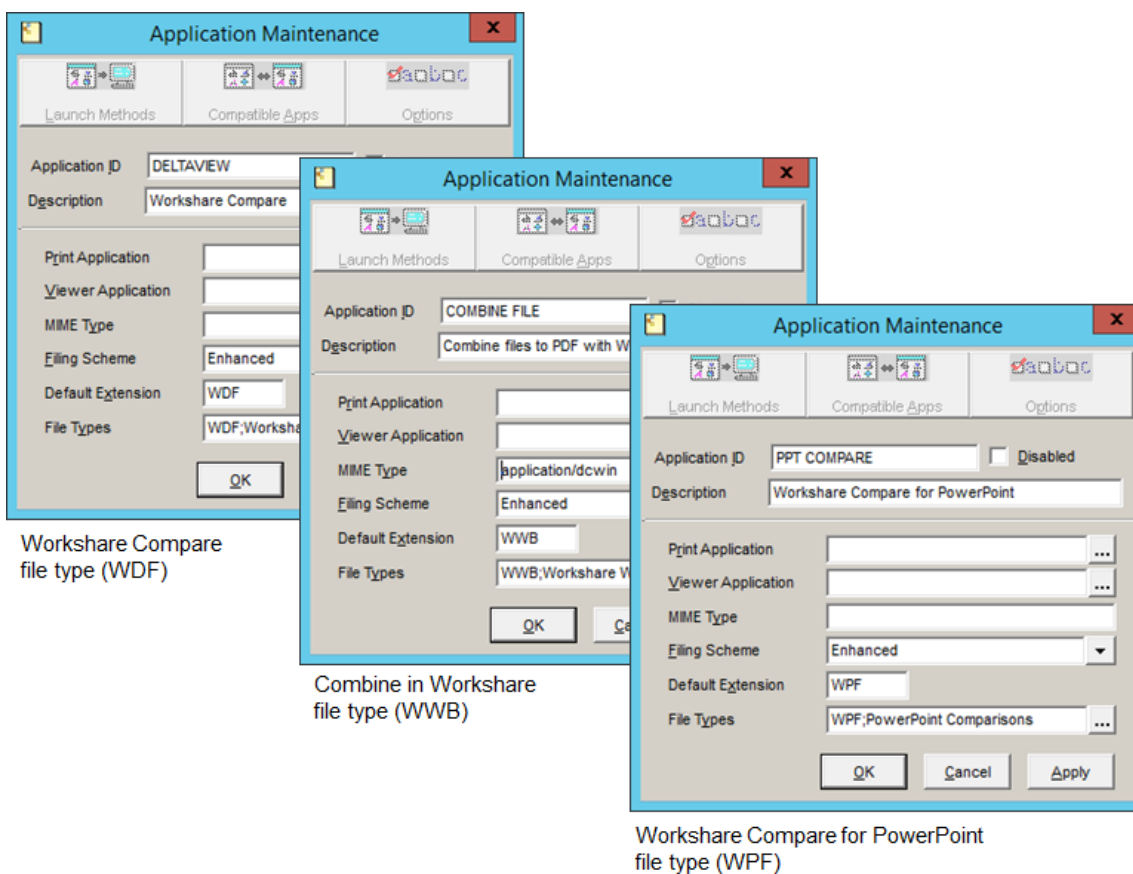 Application Maintenance
x
Launch Methods
Compatible Apps
Options
Application ID
DELTAVIEW
Description
Workshare Compare
Print Application
Viewer Application
MIME Type
Filing Scheme
Enhanced
Default Extension
WDF
File Types
WDF;Worksha
OK
Workshare Compare
file type (WDF)
Application Maintenance
x
Launch Methods
Compatible Apps
Options
Application ID
COMBINE FILE
Description
Combine files to PDF with W
Print Application
Viewer Application
MIME Type
application/dcwin
Filing Scheme
Enhanced
Default Extension
WWB
File Types
WWB;Workshare W
OK
Ca
Combine in Workshare
file type (WWB)
Application Maintenance
x
Launch Methods
Compatible Apps
Options
Application ID
PPT COMPARE
Disabled
Description
Workshare Compare for PowerPoint
Print Application
...
Viewer Application
...
MIME Type
Filing Scheme
Enhanced
Default Extension
WPF
File Types
WPF;PowerPoint Comparisons
...
OK
Cancel
Apply
Workshare Compare for PowerPoint
file type (WPF)